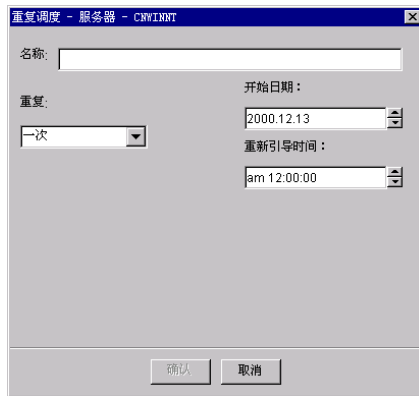 重复调度 - 服务器 - CNWINNT
名称:
重复:
一次
开始日期：
2000.12.13
重新引导时间：
am 12:00:00
确认
取消